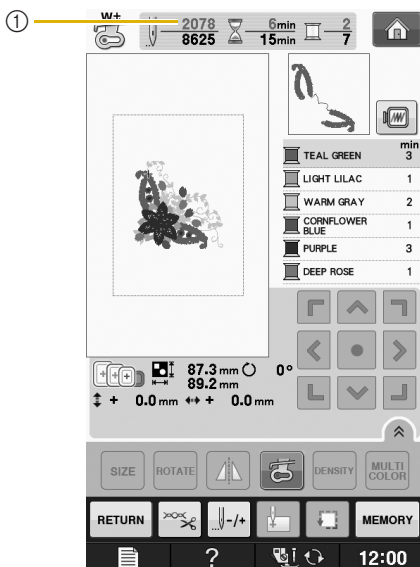 1
W+
2078 6min 2
8625 15min 7
min
TEAL GREEN 3
LIGHT LILAC 1
WARM GRAY 2
CORNFLOWER
BLUE 1
PURPLE 3
DEEP ROSE 1
87.3 mm 0°
89.2 mm
+ 0.0 mm + 0.0 mm
SIZE ROTATE DENSITY MULTI
COLOR
RETURN -/+ MEMORY
? 12:00